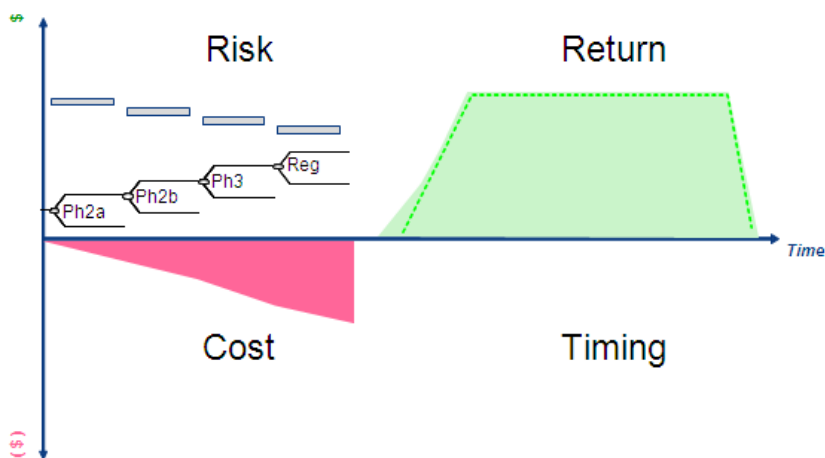 $
Risk
Return
Reg
Ph3
Ph2b
Ph2a
Time
Cost
Timing
($)